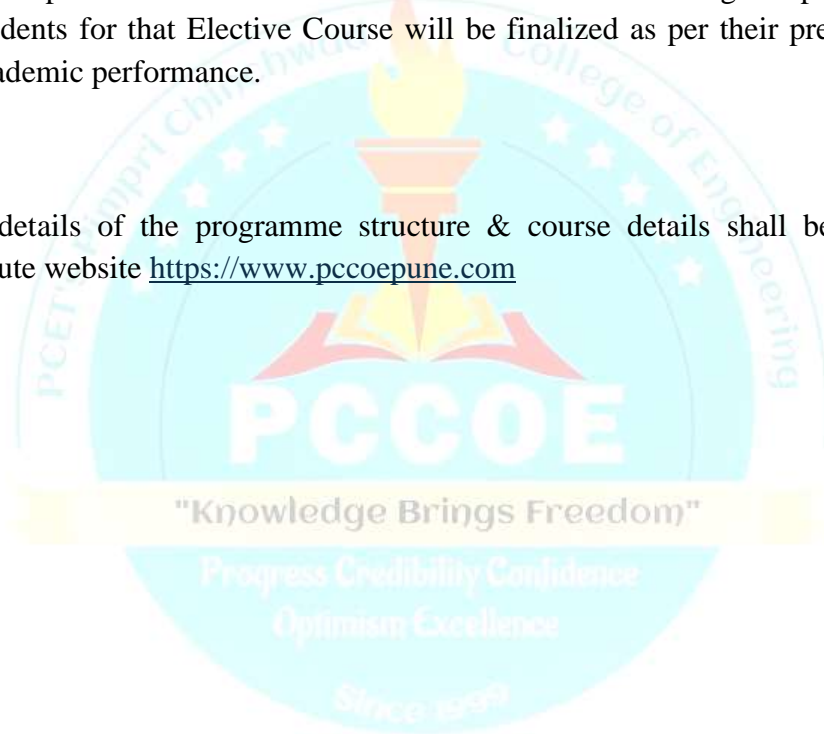 dents for that Elective Course will be finalized as per their pre
ademic performance.
details of the programme structure & course details shall be
ute website https://www.pccoepune.com
PCET's Pimpri Chinchwad College of Engineering
PCCOE
"Knowledge Brings Freedom"
Progress Credibility Confidence
Optimism Excellence
Since 1999